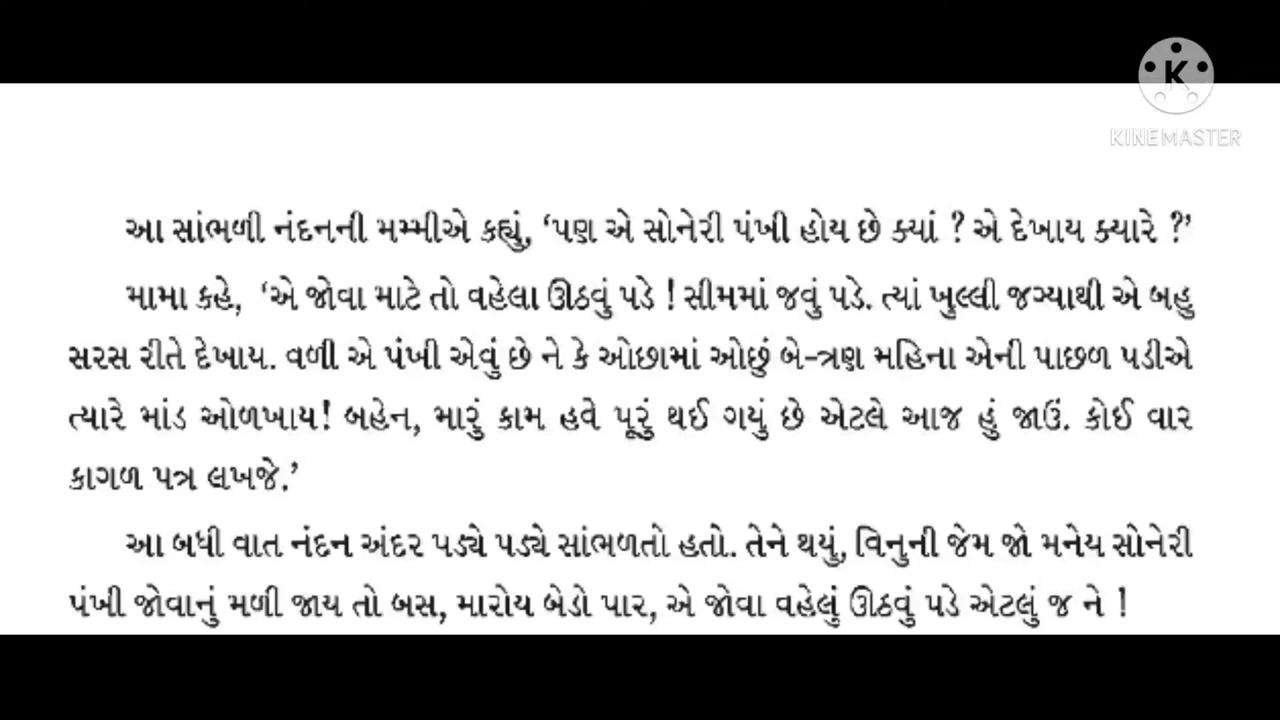 K
KINEMASTER
આ સાંભળી નંદનની મમ્મીએ કહ્યું, ‘પણ એ સોનેરી પંખી હોય છે ક્યાં ? એ દેખાય ક્યારે ?’
મામા કહે, ‘એ જોવા માટે તો વહેલા ઊઠવું પડે ! સીમમાં જવું પડે. ત્યાં ખુલ્લી જગ્યાથી એ બહુ
સરસ રીતે દેખાય. વળી એ પંખી એવું છે ને કે ઓછામાં ઓછું બે-ત્રણ મહિના એની પાછળ પડીએ
ત્યારે માંડ ઓળખાય! બહેન, મારું કામ હવે પૂરું થઈ ગયું છે એટલે આજ હું જાઉં. કોઈ વાર
કાગળ પત્ર લખજે.’
આ બધી વાત નંદન અંદર પડ્યે પડ્યે સાંભળતો હતો. તેને થયું, વિનુની જેમ જો મનેય સોનેરી
પંખી જોવાનું મળી જાય તો બસ, મારોય બેડો પાર, એ જોવા વહેલું ઊઠવું પડે એટલું જ ને !